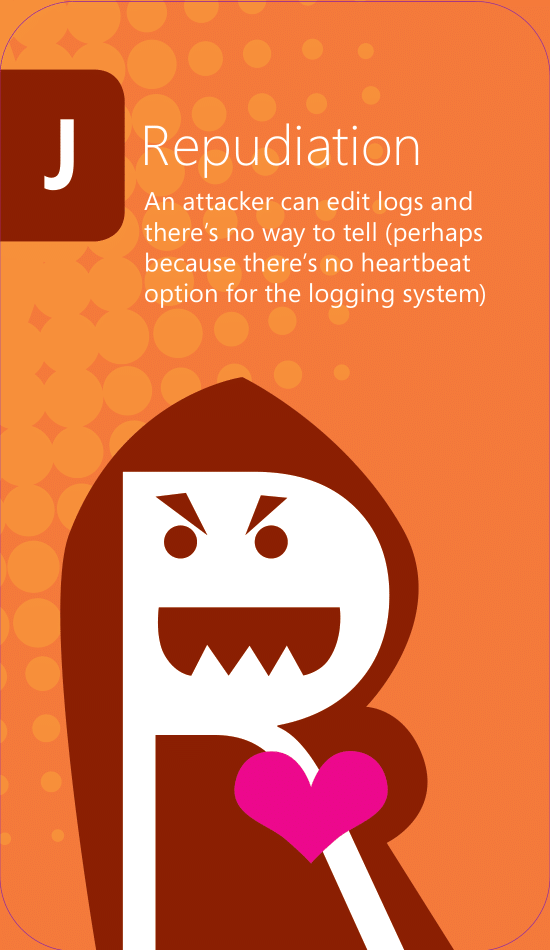 J
Repudiation
An attacker can edit logs and
there’s no way to tell (perhaps
because there’s no heartbeat
option for the logging system)